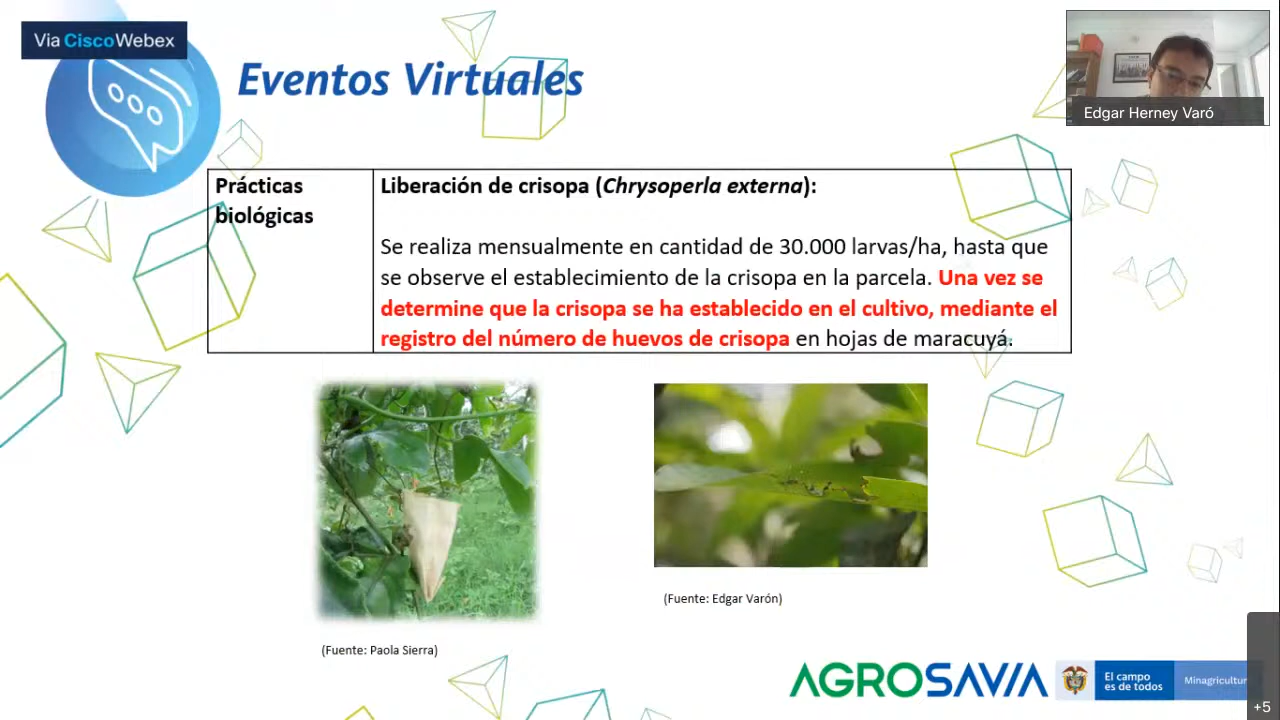 Via CiscoWebex
Eventos Virtuales
Edgar Herney Varó
Prácticas
biológicas
Liberación de crisopa (Chrysoperla externa):
Se realiza mensualmente en cantidad de 30.000 larvas/ha, hasta que
se observe el establecimiento de la crisopa en la parcela. Una vez se
determine que la crisopa se ha establecido en el cultivo, mediante el
registro del número de huevos de crisopa en hojas de maracuyá.
(Fuente: Edgar Varón)
(Fuente: Paola Sierra)
AGROSAVIA
El campo
es de todos
Minagricultur
+5